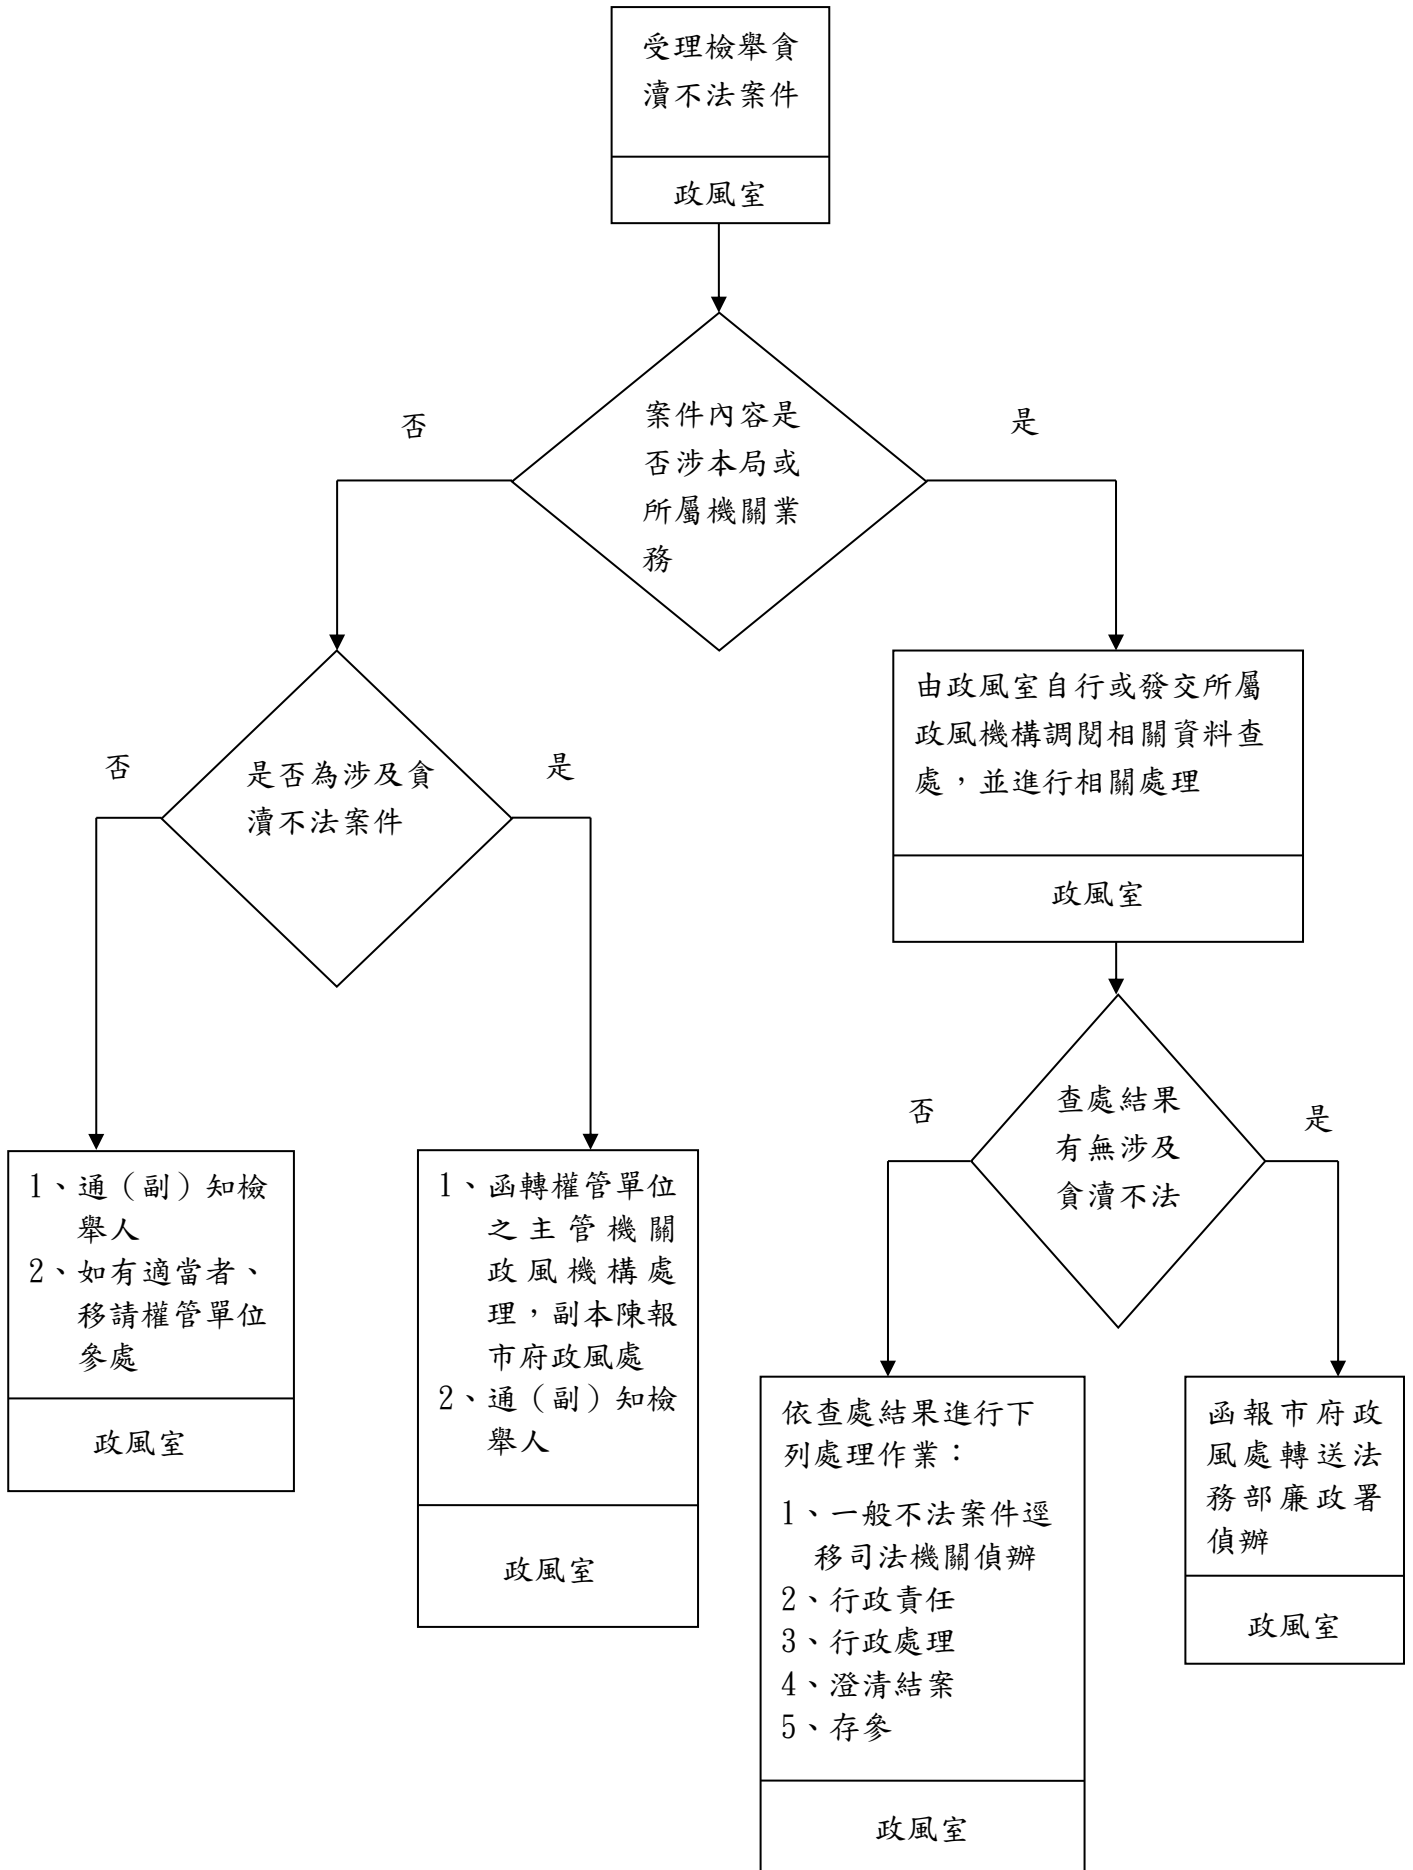 受理檢舉貪
瀆不法案件
政風室
案件內容是
否涉本局或
所屬機關業
務
否
是
是否為涉及貪
瀆不法案件
否
是
由政風室自行或發交所屬
政風機構調閱相關資料查
處，並進行相關處理
政風室
查處結果
有無涉及
貪瀆不法
否
是
1、通（副）知檢
舉人
2、如有適當者、
移請權管單位
參處
政風室
1、函轉權管單位
之主管機關
政風機構處
理，副本陳報
市府政風處
2、通（副）知檢
舉人
政風室
依查處結果進行下
列處理作業：
1、一般不法案件逕
移司法機關偵辦
2、行政責任
3、行政處理
4、澄清結案
5、存參
政風室
函報市府政
風處轉送法
務部廉政署
偵辦
政風室